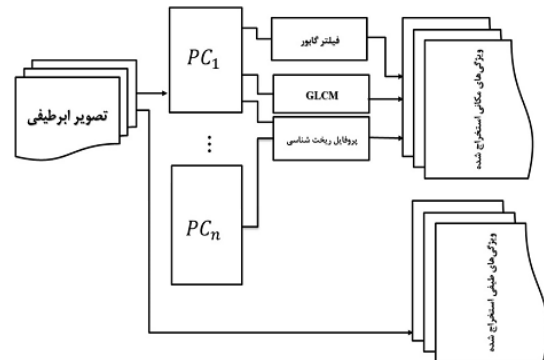 تصویر ابرطیفی
PC₁
...
PCₙ
فیلتر گابور
GLCM
پروفایل ریخت شناسی
ویژگی‌های مکانی استخراج شده
ویژگی‌های طیفی استخراج شده